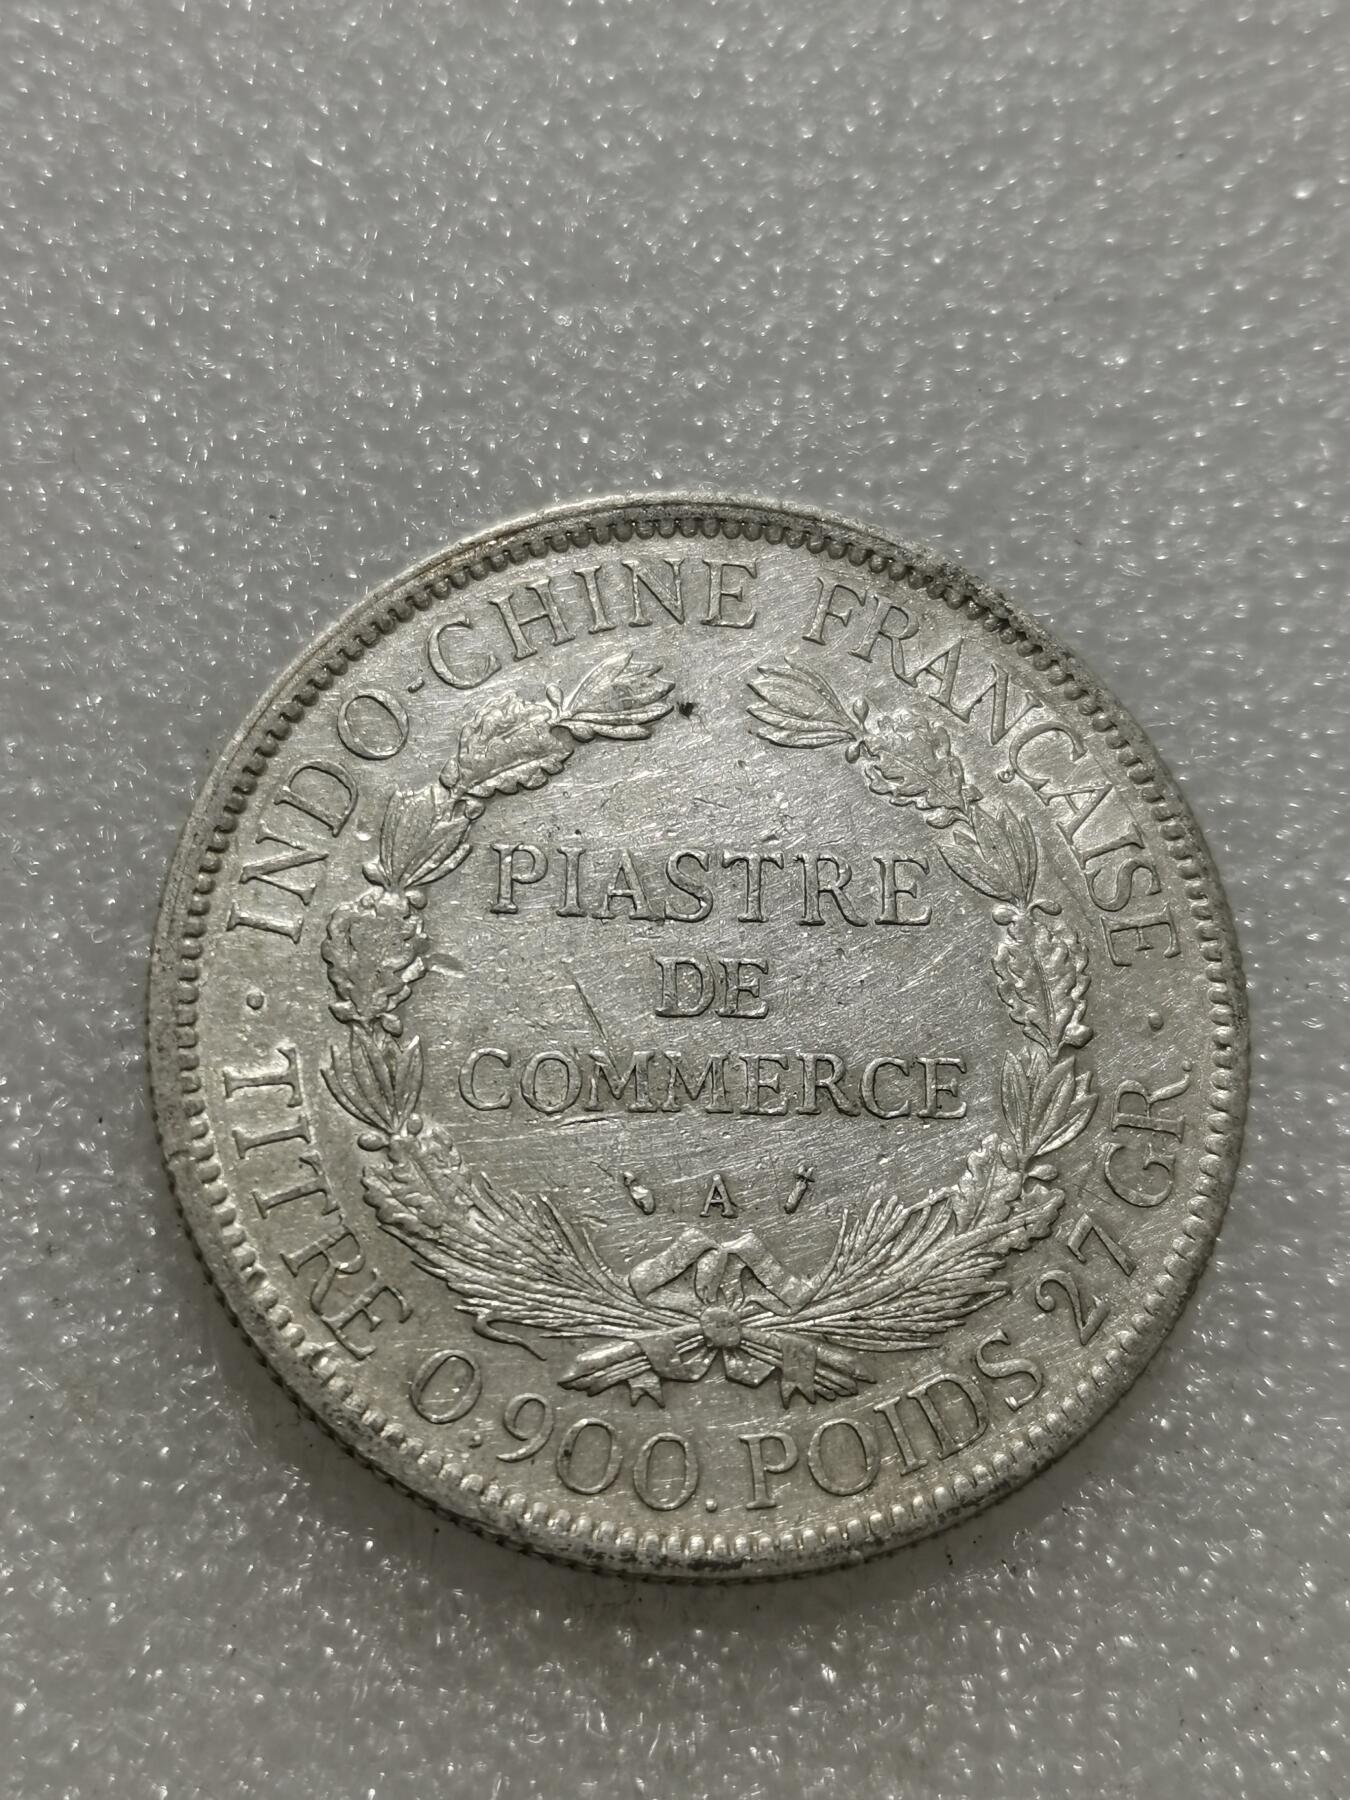 INDO-CHINE FRANÇAISE
PIASTRE
DE
COMMERCE
A
TITRE 0,900. POIDS 27 GR.